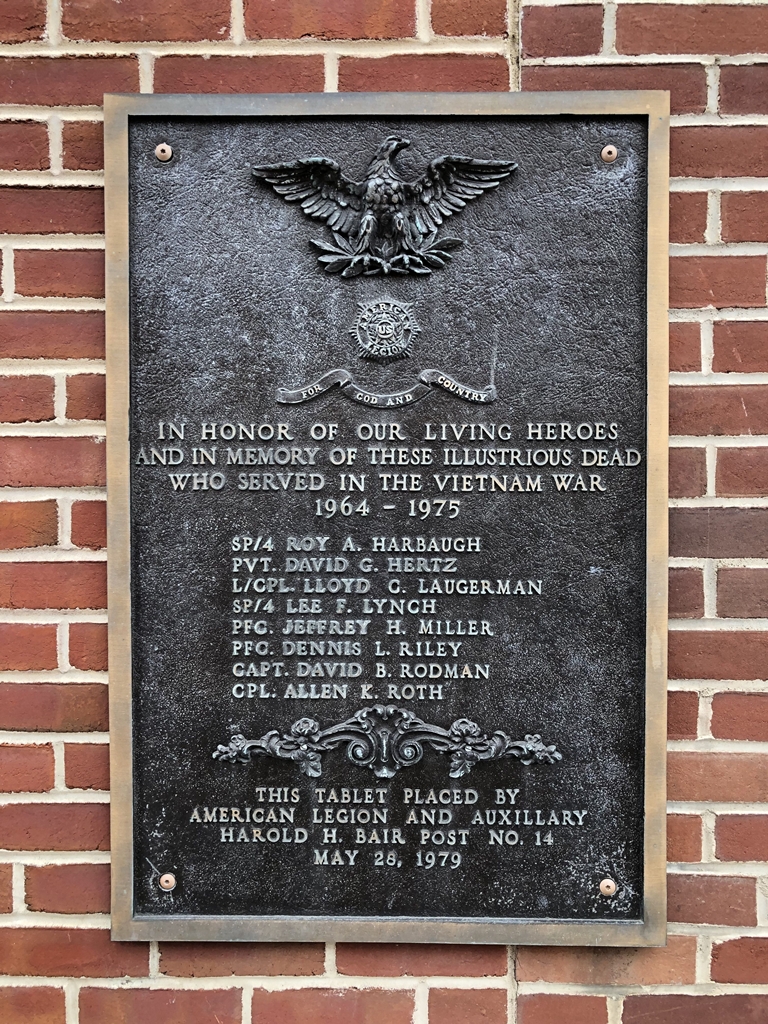 AMERICAN
US
LEGION
FOR GOD AND COUNTRY
IN HONOR OF OUR LIVING HEROES
AND IN MEMORY OF THESE ILLUSTRIOUS DEAD
WHO SERVED IN THE VIETNAM WAR
1964 - 1975
SP/4 ROY A. HARBAUGH
PVT. DAVID G. HERTZ
L/CPL. LLOYD C. LAUGERMAN
SP/4 LEE F. LYNCH
PFC. JEFFREY H. MILLER
PFC. DENNIS L. RILEY
CAPT. DAVID B. RODMAN
CPL. ALLEN K. ROTH
THIS TABLET PLACED BY
AMERICAN LEGION AND AUXILLARY
HAROLD H. BAIR POST NO. 14
MAY 28, 1979